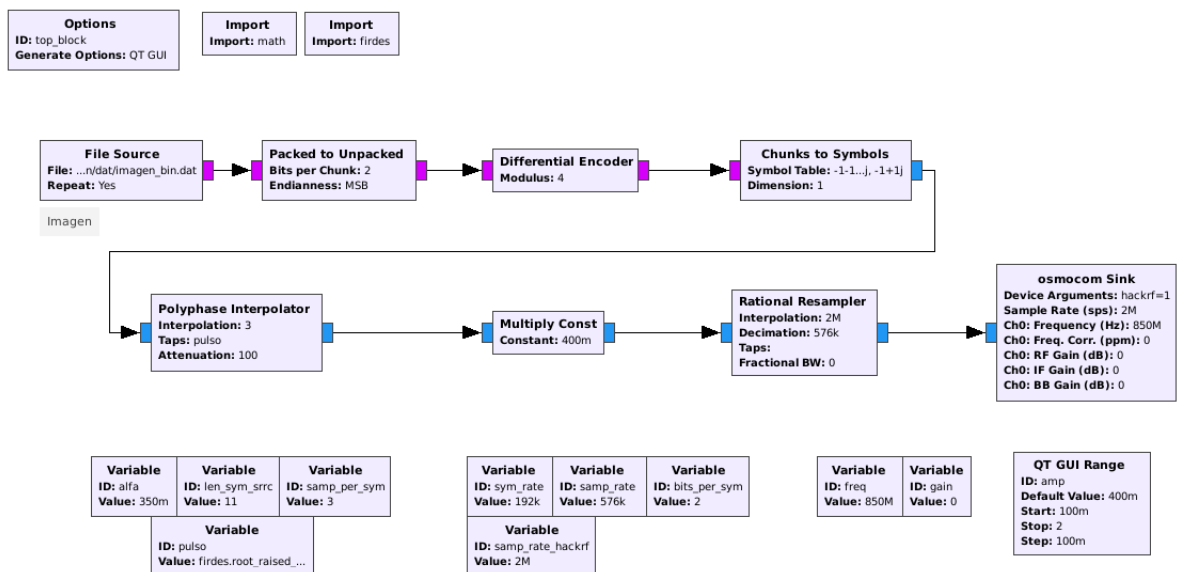 Options
ID: top_block
Generate Options: QT GUI
Import
Import: math
Import
Import: firdes
File Source
File: ...n/dat/imagen_bin.dat
Repeat: Yes
Packed to Unpacked
Bits per Chunk: 2
Endianness: MSB
Differential Encoder
Modulus: 4
Chunks to Symbols
Symbol Table: -1-1...j, -1+1j
Dimension: 1
Imagen
Polyphase Interpolator
Interpolation: 3
Taps: pulso
Attenuation: 100
Multiply Const
Constant: 400m
Rational Resampler
Interpolation: 2M
Decimation: 576k
Taps:
Fractional BW: 0
osmocom Sink
Device Arguments: hackrf=1
Sample Rate (sps): 2M
Ch0: Frequency (Hz): 850M
Ch0: Freq. Corr. (ppm): 0
Ch0: RF Gain (dB): 0
Ch0: IF Gain (dB): 0
Ch0: BB Gain (dB): 0
Variable
ID: alfa
Value: 350m
Variable
ID: len_sym_srrc
Value: 11
Variable
ID: samp_per_sym
Value: 3
Variable
ID: pulso
Value: firdes.root_raised_...
Variable
ID: sym_rate
Value: 192k
Variable
ID: samp_rate
Value: 576k
Variable
ID: bits_per_sym
Value: 2
Variable
ID: samp_rate_hackrf
Value: 2M
Variable
ID: freq
Value: 850M
Variable
ID: gain
Value: 0
QT GUI Range
ID: amp
Default Value: 400m
Start: 100m
Stop: 2
Step: 100m